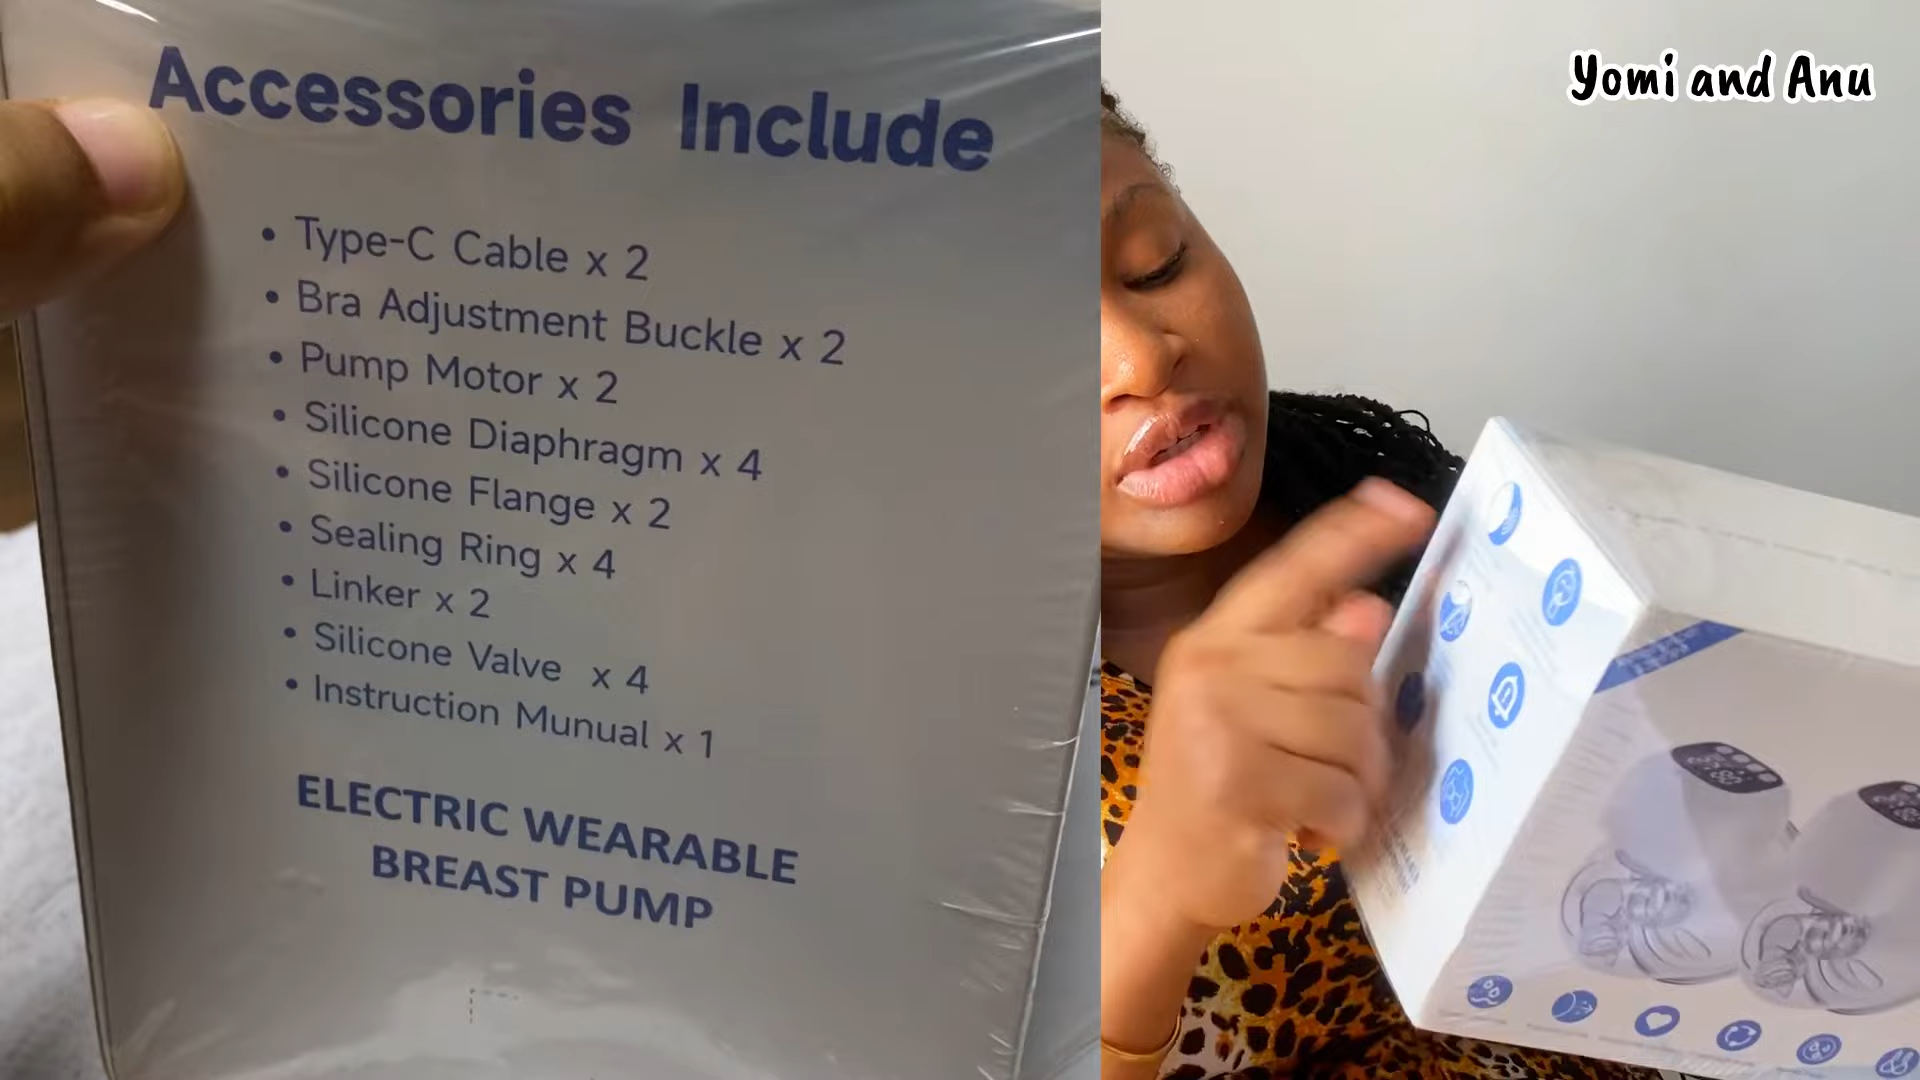 Accessories Include
• Type-C Cable x 2
• Bra Adjustment Buckle x 2
• Pump Motor x 2
• Silicone Diaphragm x 4
• Silicone Flange x 2
• Sealing Ring x 4
• Linker x 2
• Silicone Valve x 4
• Instruction Munual x 1
ELECTRIC WEARABLE
BREAST PUMP
Yomi and Anu